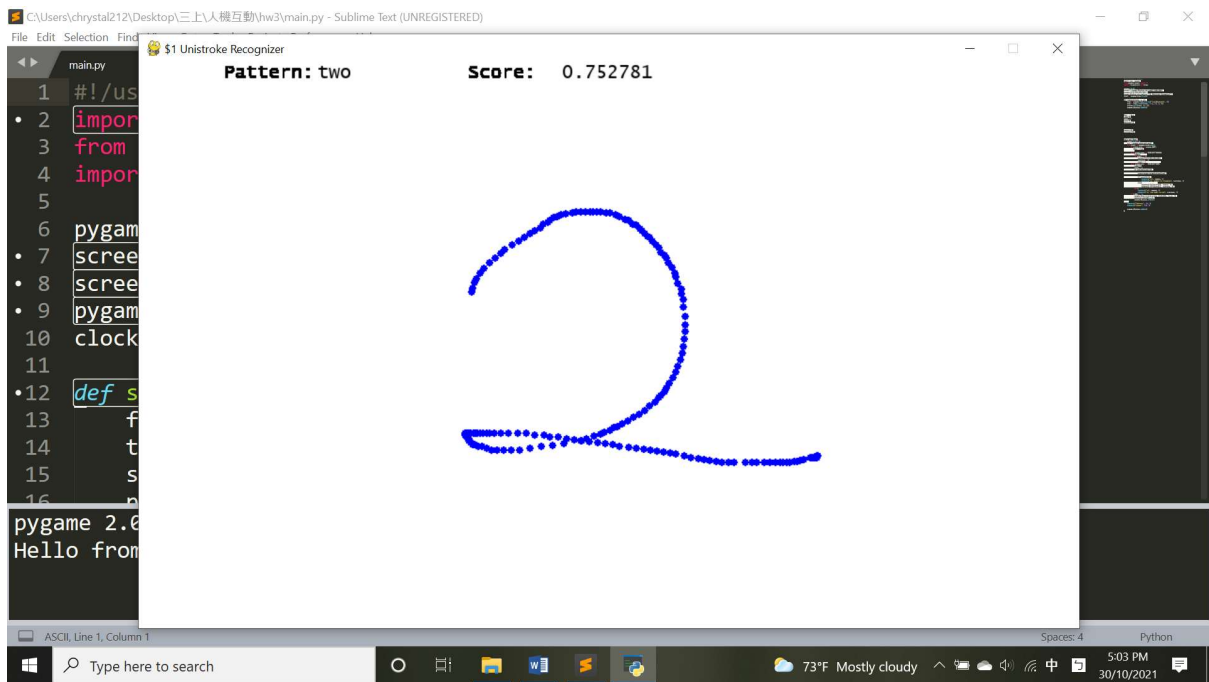 C:\Users\chrystal212\Desktop\三上\人機互動\hw3\main.py - Sublime Text (UNREGISTERED)
File Edit Selection Find
$1 Unistroke Recognizer
main.py
Pattern: two Score: 0.752781
1 #!/us
2 impor
3 from
4 impor
5
6 pygam
7 scree
8 scree
9 pygam
10 clock
11
12 def s
13 f
14 t
15 s
16
pygame 2.0
Hello from
ASCII, Line 1, Column 1 Spaces: 4 Python
Type here to search
73°F Mostly cloudy 中 5:03 PM
30/10/2021